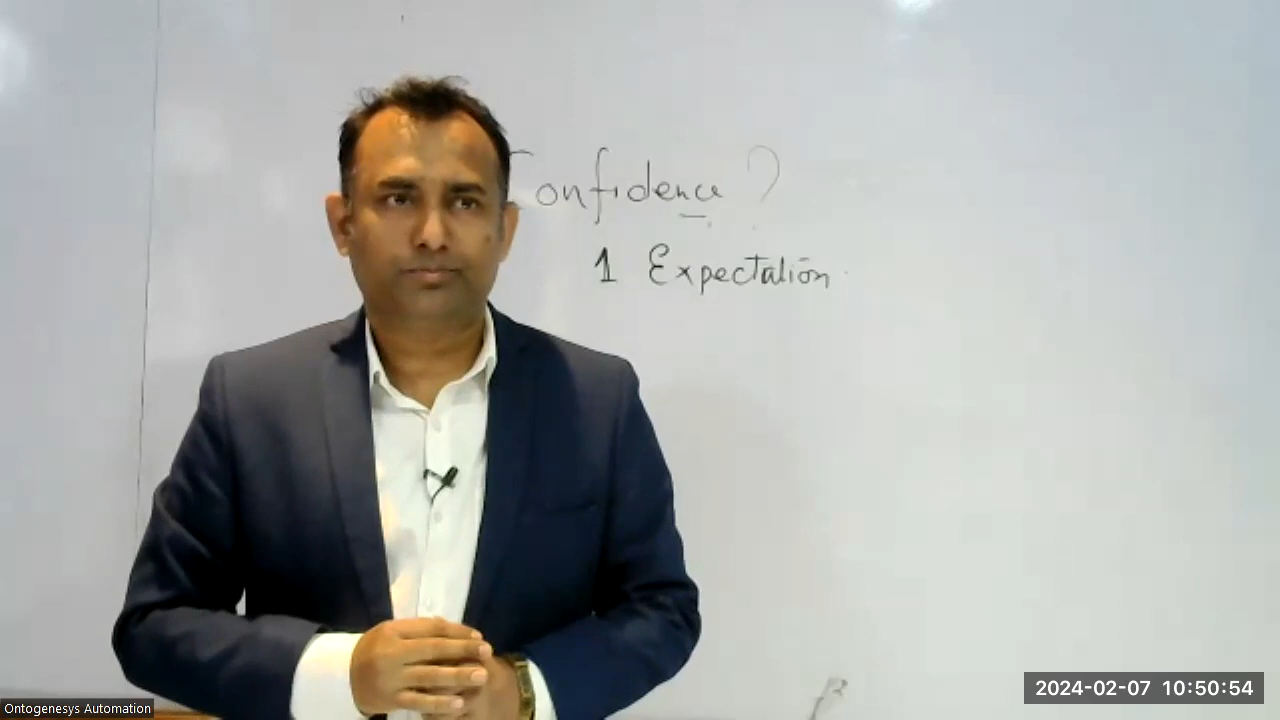 Confidence ?
1 Expectation
Ontogenesys Automation
2024-02-07 10:50:54